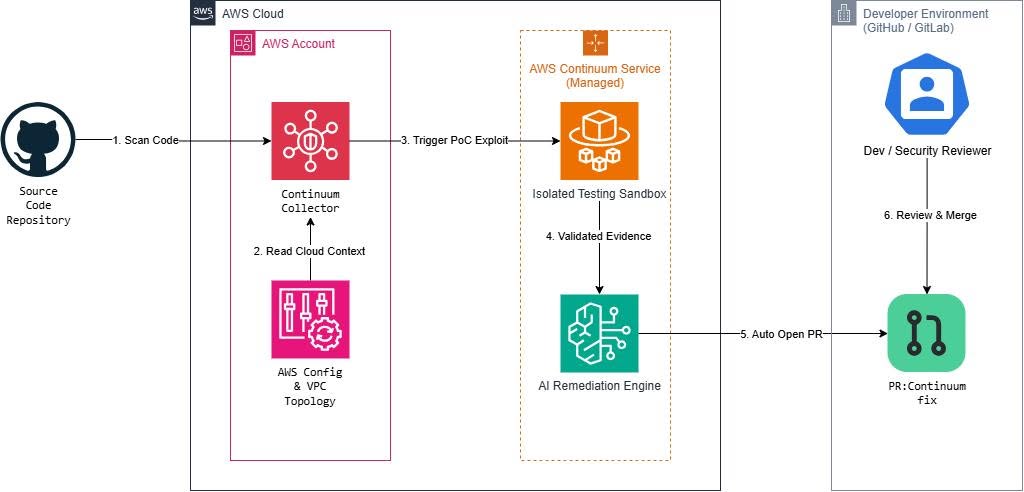 aws
AWS Cloud
AWS Account
AWS Continuum Service
(Managed)
Developer Environment
(GitHub / GitLab)
1. Scan Code
3. Trigger PoC Exploit
Dev / Security Reviewer
Source
Code
Repository
Continuum
Collector
Isolated Testing Sandbox
2. Read Cloud Context
4. Validated Evidence
6. Review & Merge
5. Auto Open PR
AWS Config
& VPC
Topology
AI Remediation Engine
PR:Continuum
fix